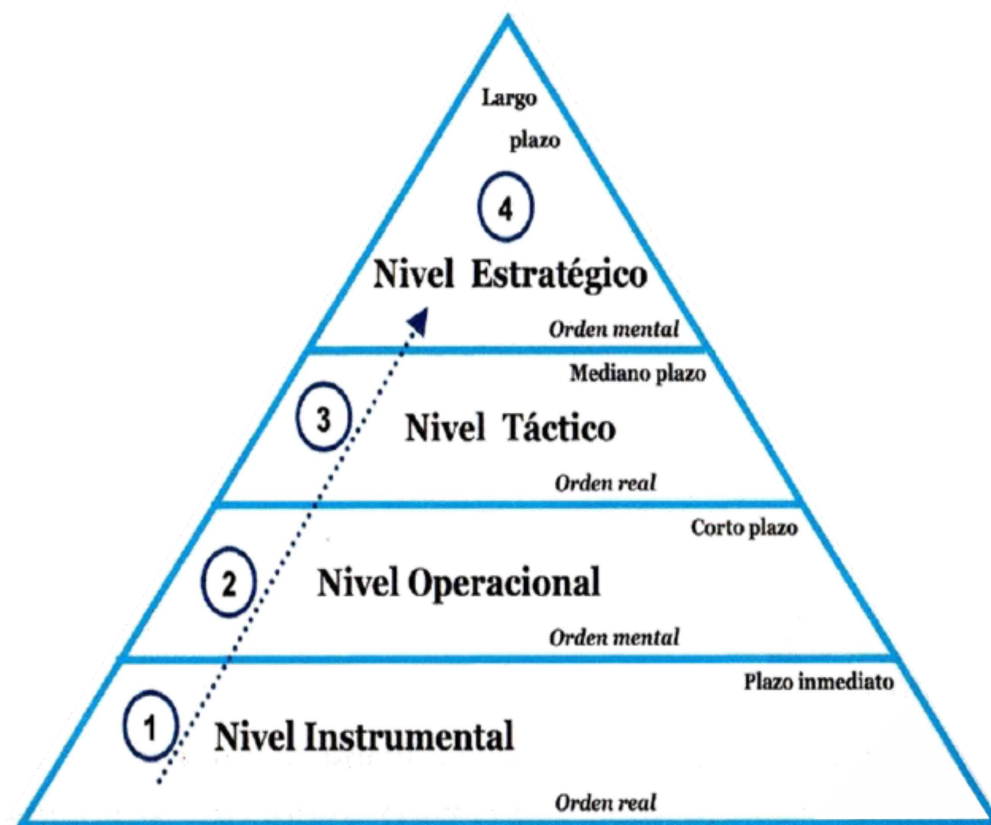 Largo
plazo
4
Nivel Estratégico
Orden mental
Mediano plazo
3
Nivel Táctico
Orden real
Corto plazo
2
Nivel Operacional
Orden mental
Plazo inmediato
1
Nivel Instrumental
Orden real